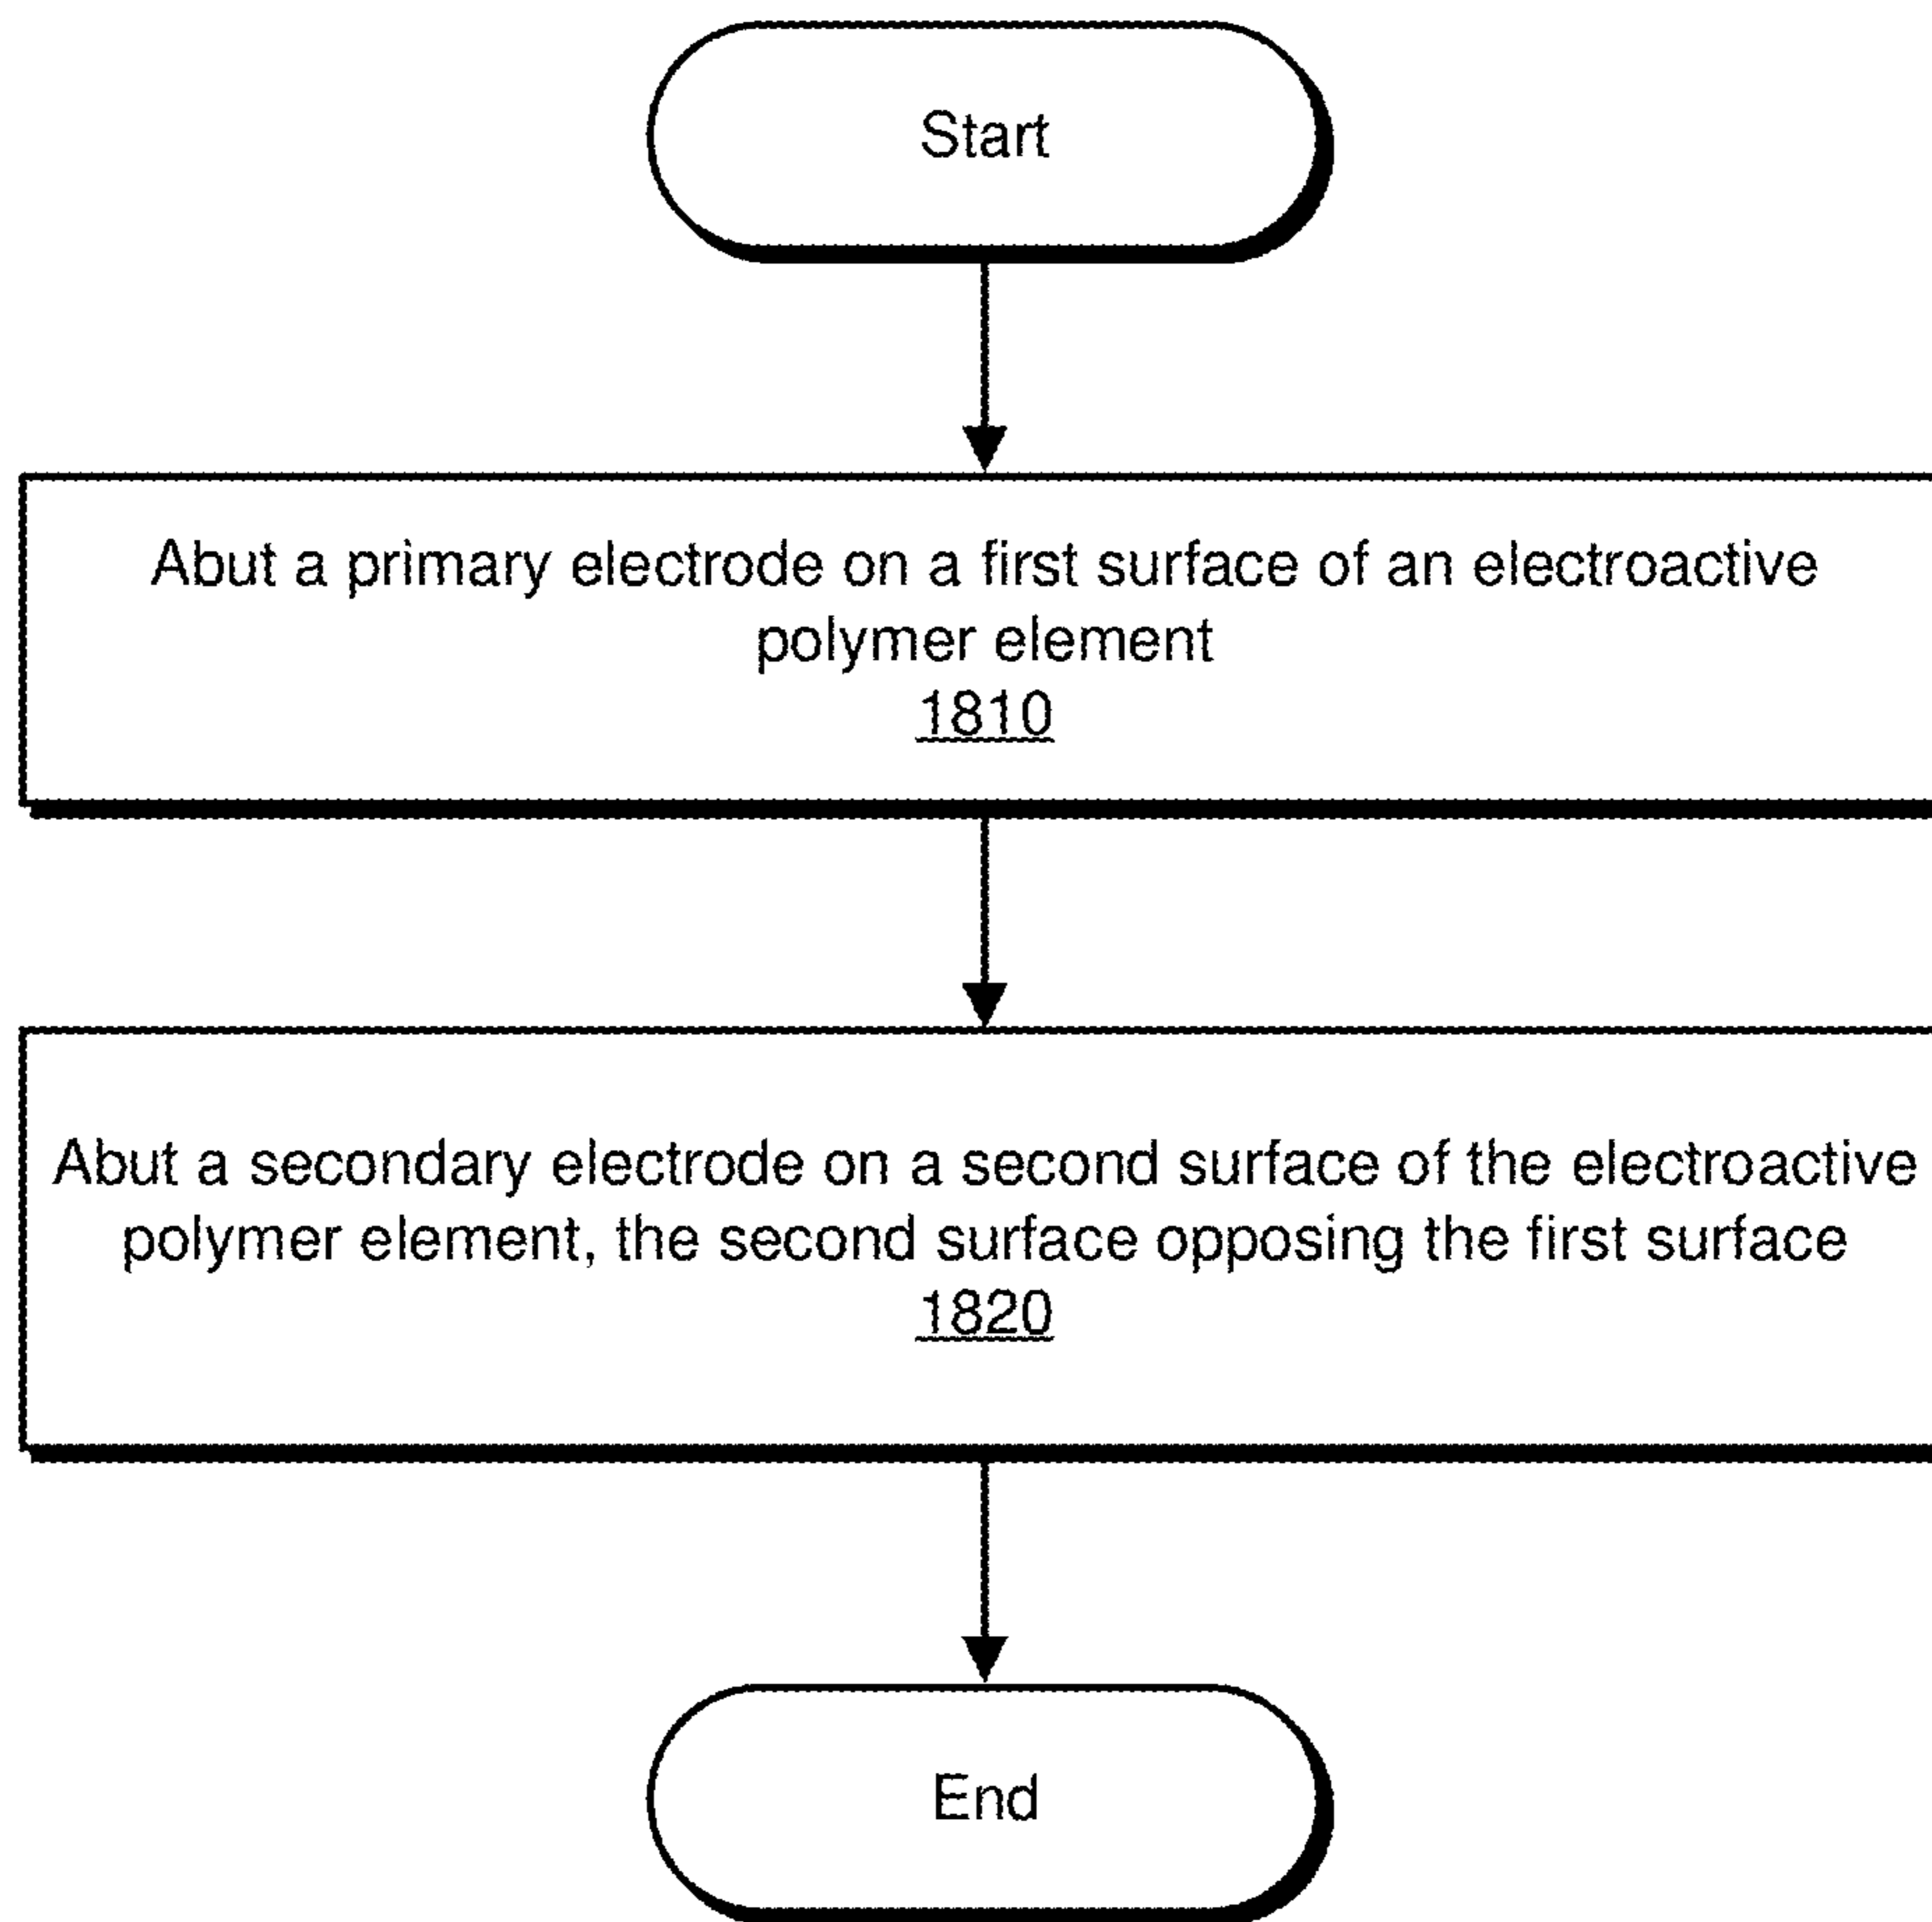 Start
Abut a primary electrode on a first surface of an electroactive
polymer element
1810
Abut a secondary electrode on a second surface of the electroactive
polymer element, the second surface opposing the first surface
1820
End